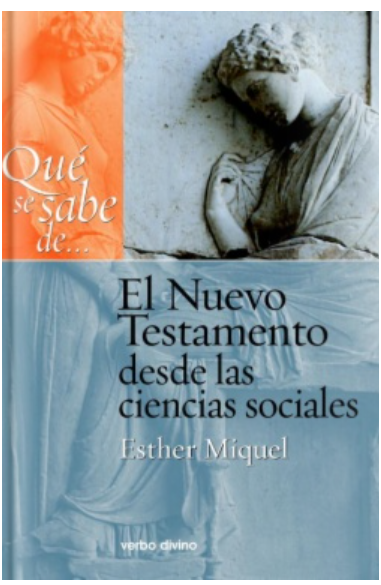 Qué
se sabe
de...
El Nuevo
Testamento
desde las
ciencias sociales
Esther Miquel
verbo divino